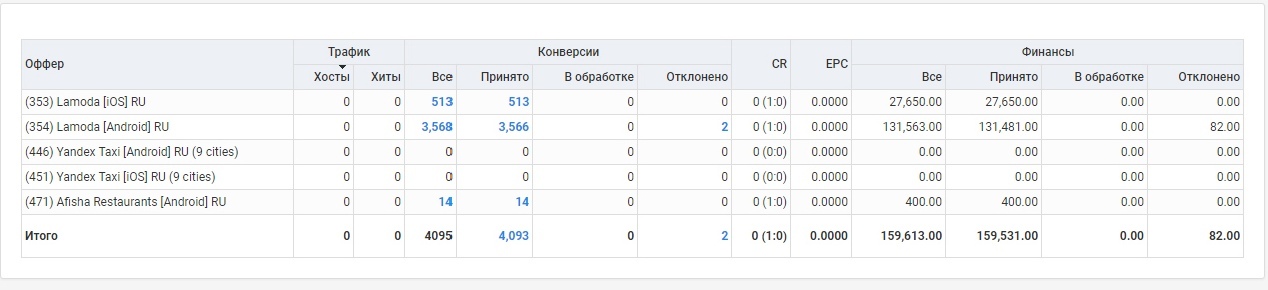 Оффер Трафик Конверсии CR EPC Финансы
Хосты Хиты Все Принято В обработке Отклонено Все Принято В обработке Отклонено
(353) Lamoda [iOS] RU 0 0 513 513 0 0 0 (1:0) 0.0000 27,650.00 27,650.00 0.00 0.00
(354) Lamoda [Android] RU 0 0 3,568 3,566 0 2 0 (1:0) 0.0000 131,563.00 131,481.00 0.00 82.00
(446) Yandex Taxi [Android] RU (9 cities) 0 0 0 0 0 0 0 (0:0) 0.0000 0.00 0.00 0.00 0.00
(451) Yandex Taxi [iOS] RU (9 cities) 0 0 0 0 0 0 0 (0:0) 0.0000 0.00 0.00 0.00 0.00
(471) Afisha Restaurants [Android] RU 0 0 14 14 0 0 0 (1:0) 0.0000 400.00 400.00 0.00 0.00
Итого 0 0 4095 4,093 0 2 0 (1:0) 0.0000 159,613.00 159,531.00 0.00 82.00